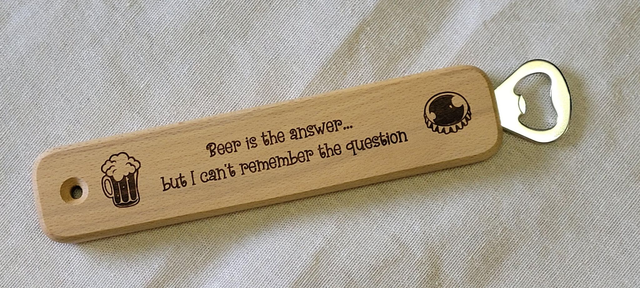 Beer is the answer...
but I can't remember the question